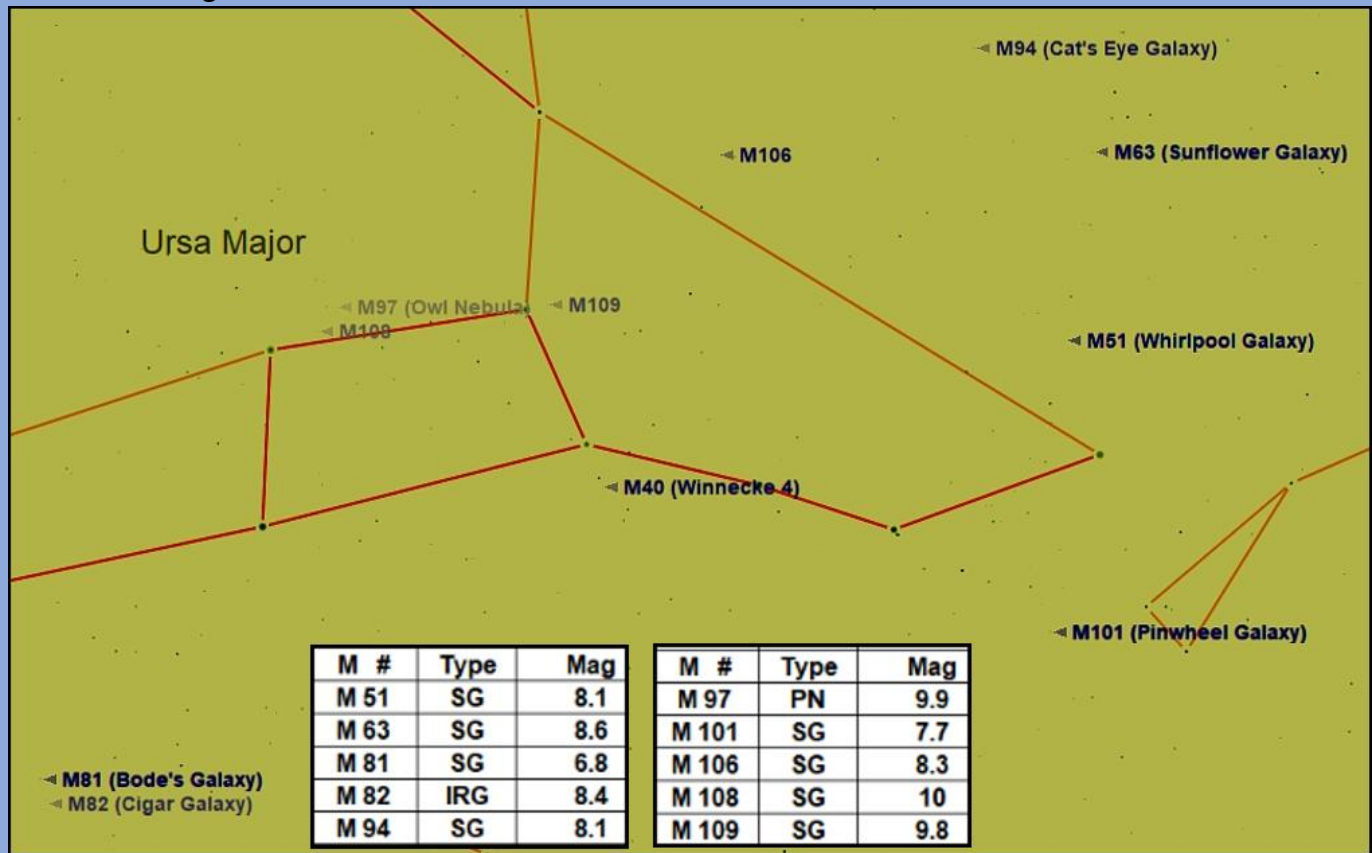 M94 (Cat's Eye Galaxy)
M106
M63 (Sunflower Galaxy)
Ursa Major
M97 (Owl Nebula)
M109
M108
M51 (Whirlpool Galaxy)
M40 (Winnecke 4)
M101 (Pinwheel Galaxy)
M81 (Bode's Galaxy)
M82 (Cigar Galaxy)
M # Type Mag
M 51 SG 8.1
M 63 SG 8.6
M 81 SG 6.8
M 82 IRG 8.4
M 94 SG 8.1
M # Type Mag
M 97 PN 9.9
M 101 SG 7.7
M 106 SG 8.3
M 108 SG 10
M 109 SG 9.8